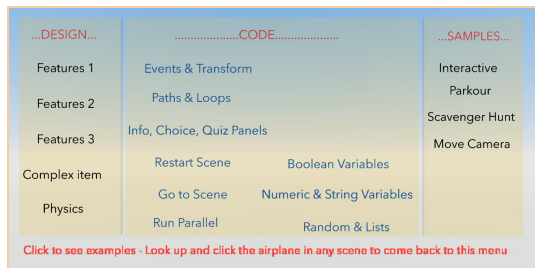 ...DESIGN...
Features 1
Features 2
Features 3
Complex item
Physics
.....................CODE.....................
Events & Transform
Paths & Loops
Info, Choice, Quiz Panels
Restart Scene
Go to Scene
Run Parallel
Boolean Variables
Numeric & String Variables
Random & Lists
...SAMPLES...
Interactive
Parkour
Scavenger Hunt
Move Camera
Click to see examples - Look up and click the airplane in any scene to come back to this menu